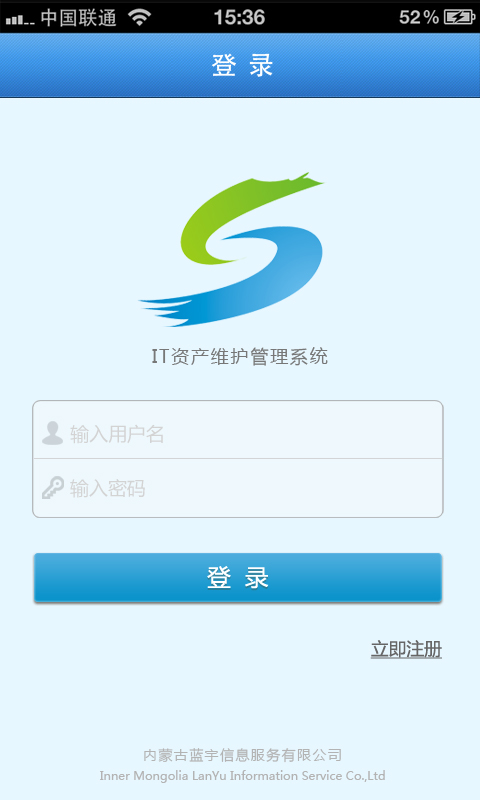 中国联通 15:36 52%
登 录
IT资产维护管理系统
输入用户名
输入密码
登 录
立即注册
内蒙古蓝宇信息服务有限公司
Inner Mongolia LanYu Information Service Co.,Ltd